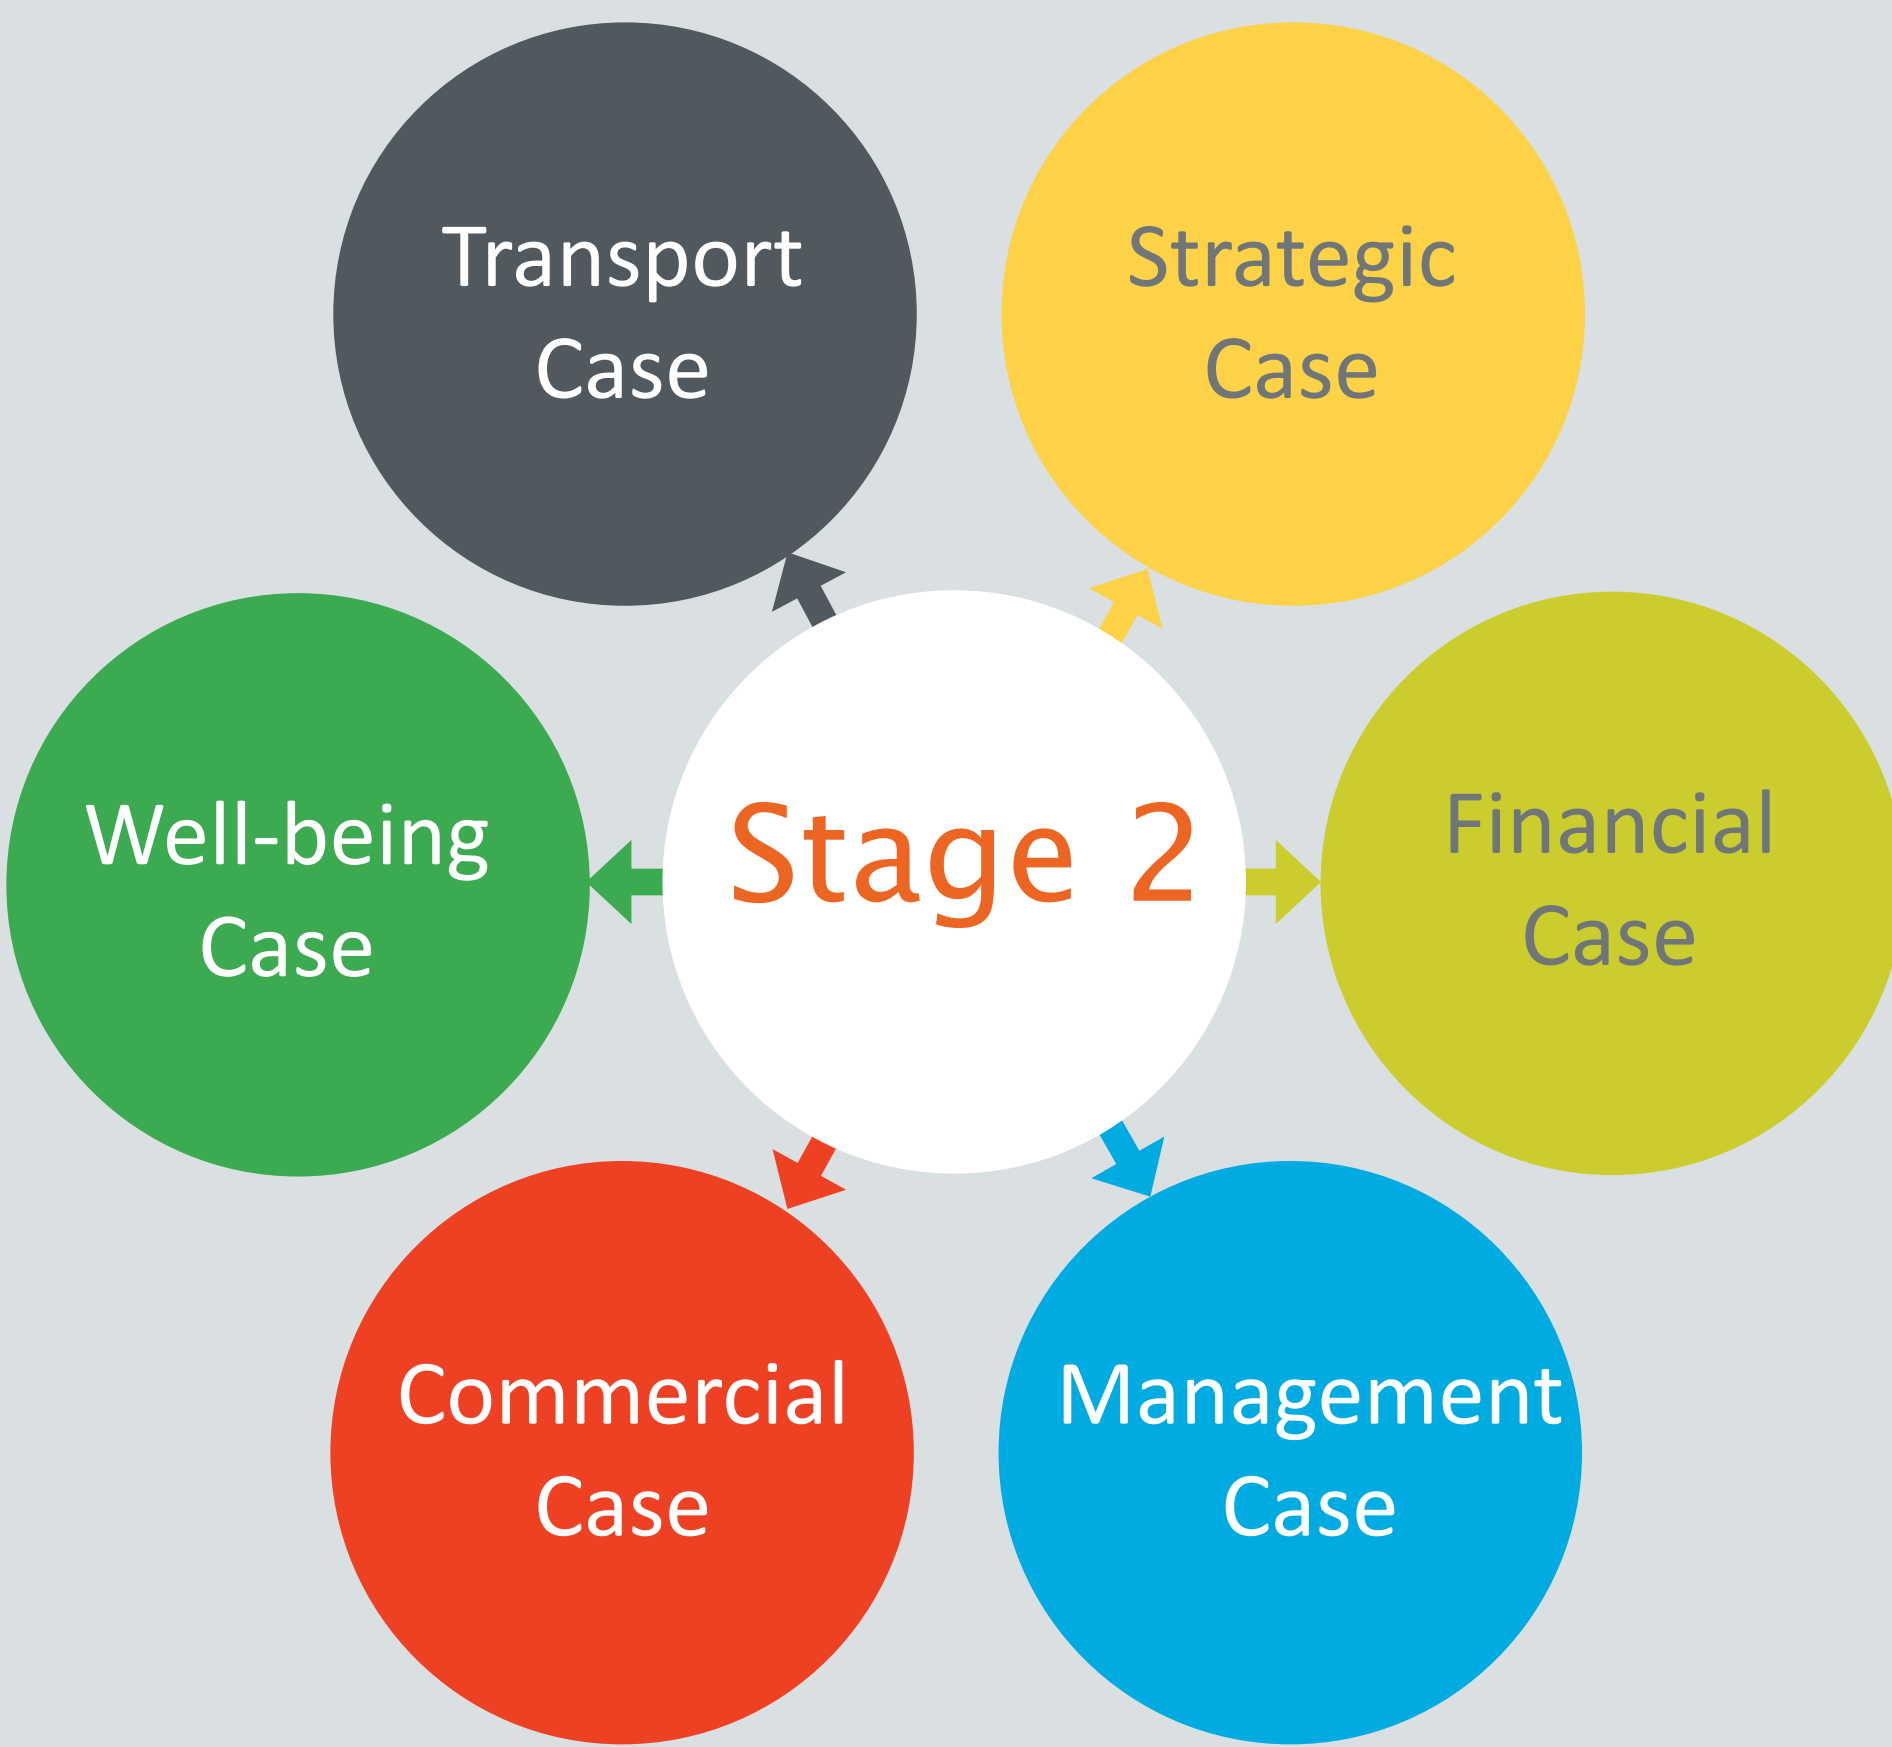 Transport
Case
Strategic
Case
Well-being
Case
Stage 2
Financial
Case
Commercial
Case
Management
Case